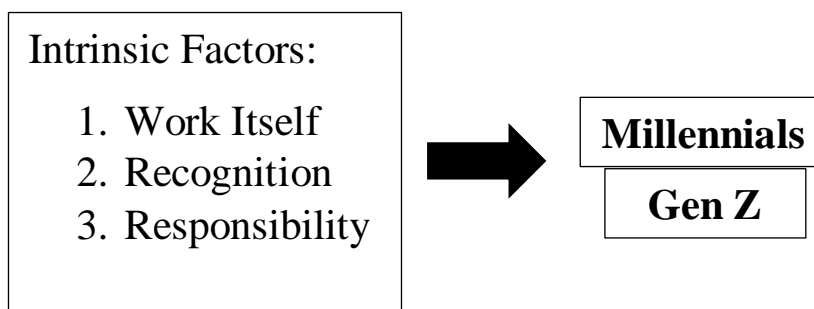 Intrinsic Factors:
1. Work Itself
2. Recognition
3. Responsibility
Millennials
Gen Z